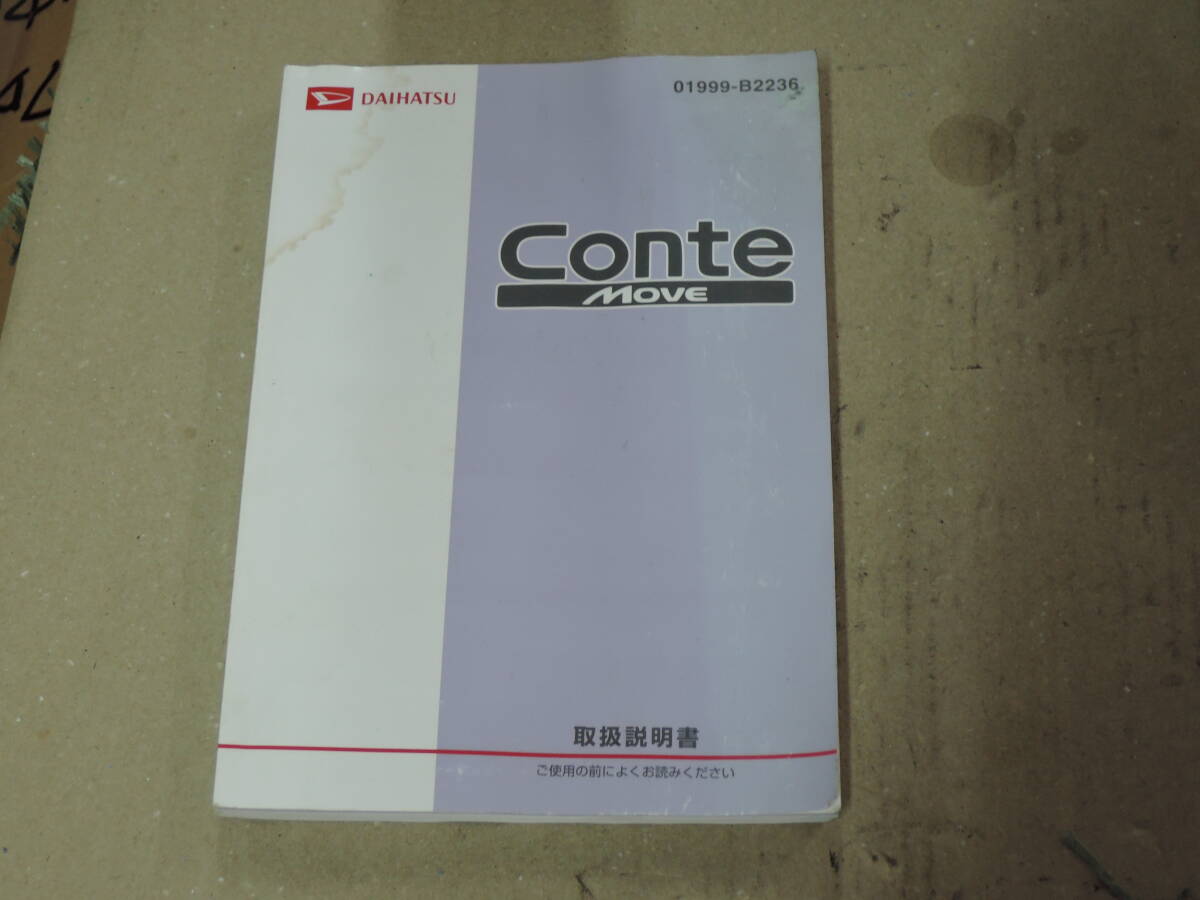 DAIHATSU
01999-B2236
Conte
MOVE
取扱説明書
ご使用の前によくお読みください